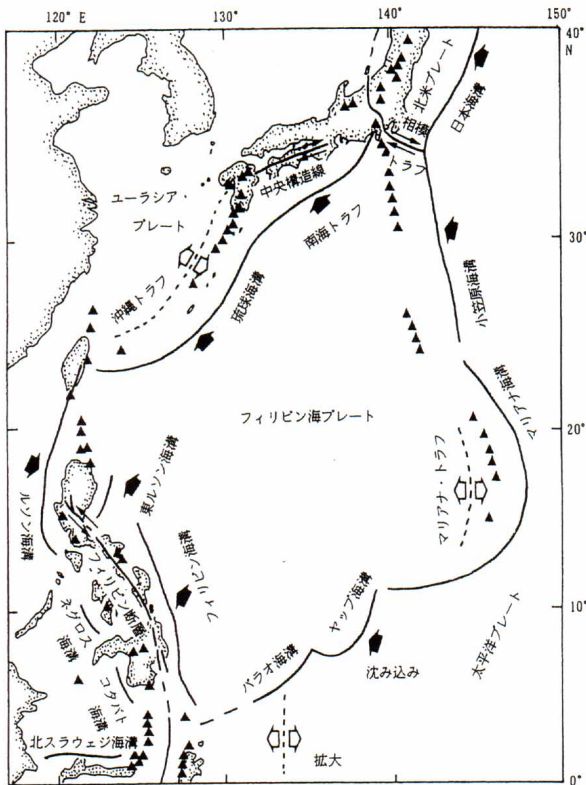 120° E
130°
140°
150°
40°
N
30°
20°
10°
0°
北米プレート
日本海溝
相模
トラフ
中央構造線
ユーラシア・
プレート
南海トラフ
沖縄トラフ
琉球海溝
小笠原海溝
フィリピン海プレート
マリアナ海溝
マリアナ・トラフ
ルソン海溝
東ルソン海溝
フィリピン海溝
フィリピン断層
ネグロス
海溝
コタバト
海溝
北スラウェジ海溝
パラオ海溝
ヤップ海溝
沈み込み
太平洋プレート
拡大